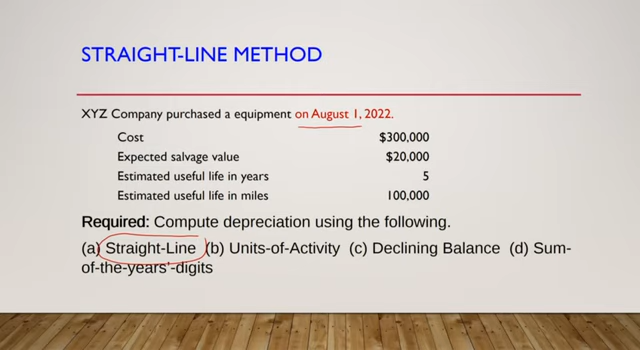 STRAIGHT-LINE METHOD
XYZ Company purchased a equipment on August 1, 2022.
Cost $300,000
Expected salvage value $20,000
Estimated useful life in years 5
Estimated useful life in miles 100,000
Required: Compute depreciation using the following.
(a) Straight-Line (b) Units-of-Activity (c) Declining Balance (d) Sum-
of-the-years'-digits